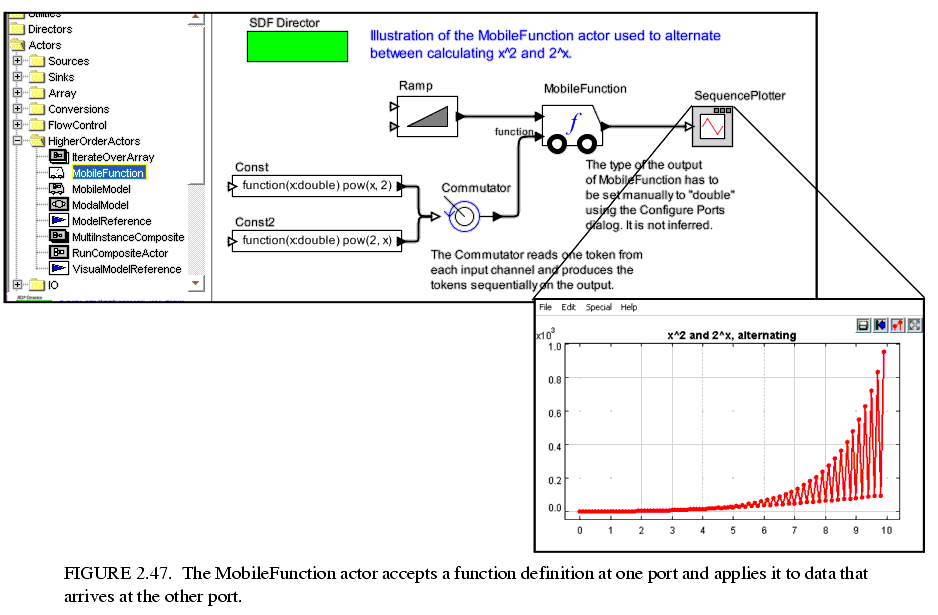 Utilities
Directors
Actors
Sources
Sinks
Array
Conversions
FlowControl
HigherOrderActors
IterateOverArray
MobileFunction
MobileModel
ModalModel
ModelReference
MultiInstanceComposite
RunCompositeActor
VisualModelReference
IO
SDF Director
SDF Director
Illustration of the MobileFunction actor used to alternate
between calculating x^2 and 2^x.
Ramp
MobileFunction
SequencePlotter
function
f
Const
function(x:double) pow(x, 2)
Const2
function(x:double) pow(2, x)
Commutator
The type of the output
of MobileFunction has to
be set manually to "double"
using the Configure Ports
dialog. It is not inferred.
The Commutator reads one token from
each input channel and produces the
tokens sequentially on the output.
File Edit Special Help
x^2 and 2^x, alternating
x10^3
1.0
0.8
0.6
0.4
0.2
0.0
0 1 2 3 4 5 6 7 8 9 10
FIGURE 2.47. The MobileFunction actor accepts a function definition at one port and applies it to data that
arrives at the other port.